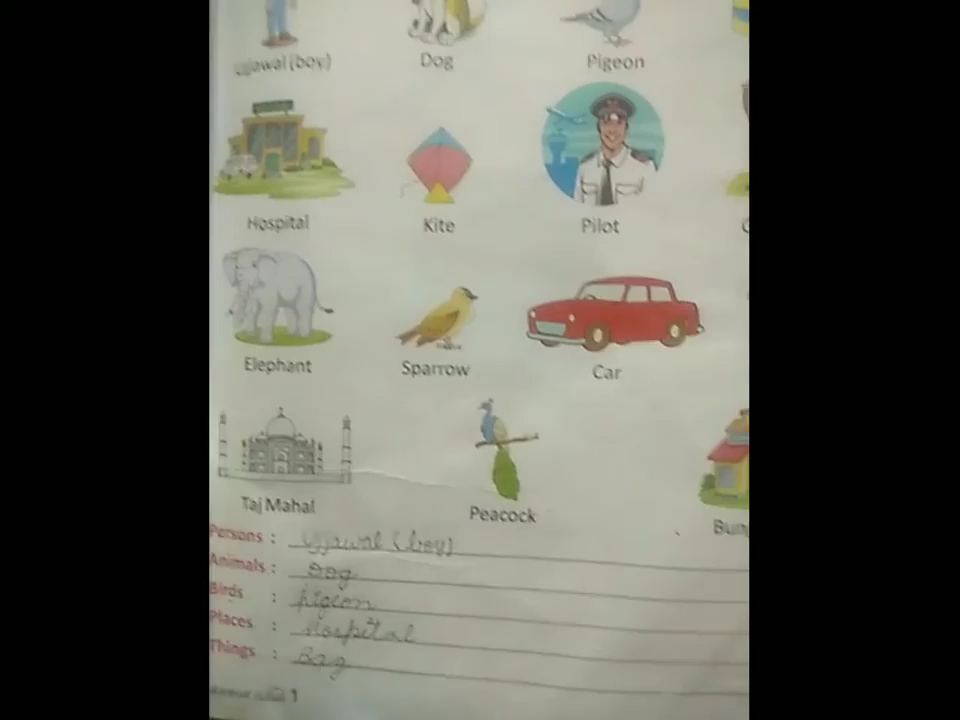 Ujjawal (boy) Dog Pigeon
Hospital Kite Pilot
Elephant Sparrow Car
Taj Mahal Peacock
Persons : Ujjawal (boy)
Animals : Dog
Birds : pigeon
Places : Hospital
Things : Bag
1